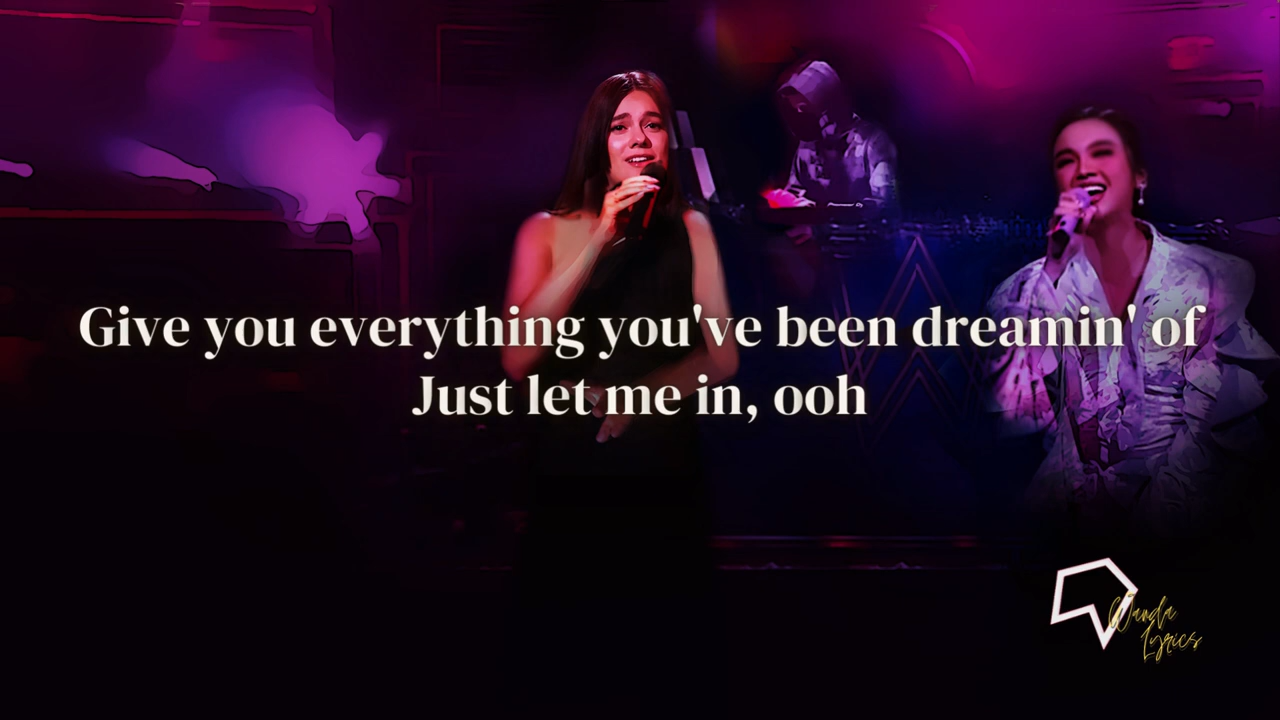 Give you everything you've been dreamin' of
Just let me in, ooh
Wanda
Lyrics